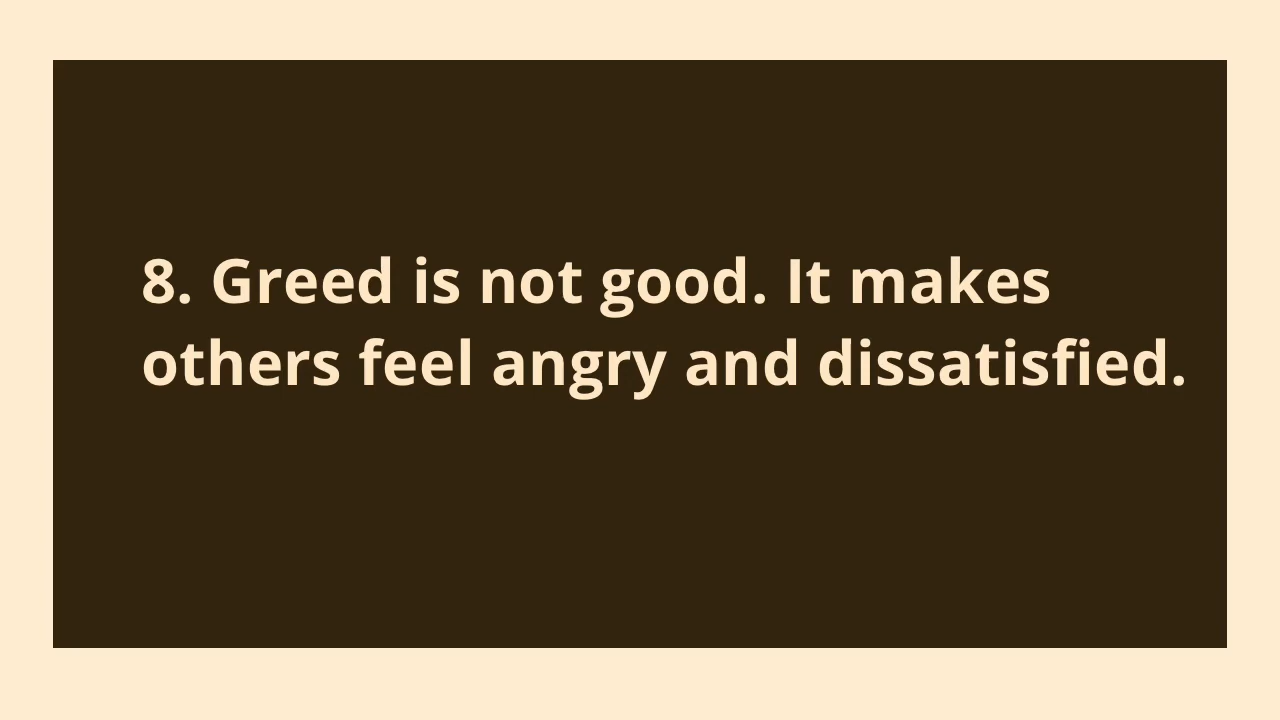 8. Greed is not good. It makes
others feel angry and dissatisfied.